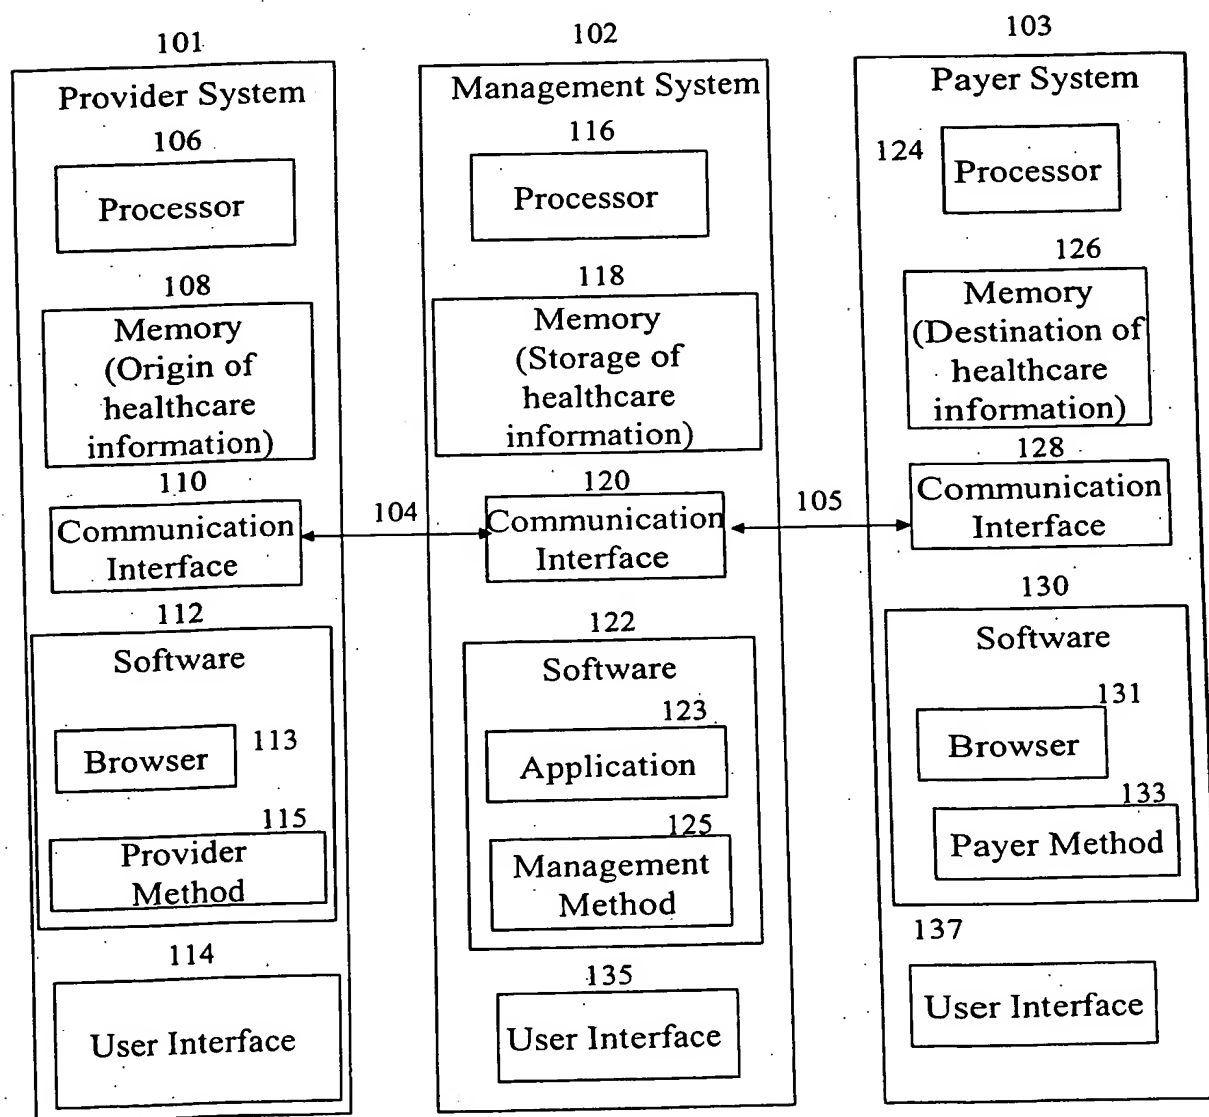 101
Provider System
106
Processor
108
Memory
(Origin of
healthcare
information)
110
Communication
Interface
112
Software
Browser
113
115
Provider
Method
114
User Interface
104
102
Management System
116
Processor
118
Memory
(Storage of
healthcare
information)
120
Communication
Interface
122
Software
123
Application
125
Management
Method
135
User Interface
105
103
Payer System
124
Processor
126
Memory
(Destination of
healthcare
information)
128
Communication
Interface
130
Software
131
Browser
133
Payer Method
137
User Interface